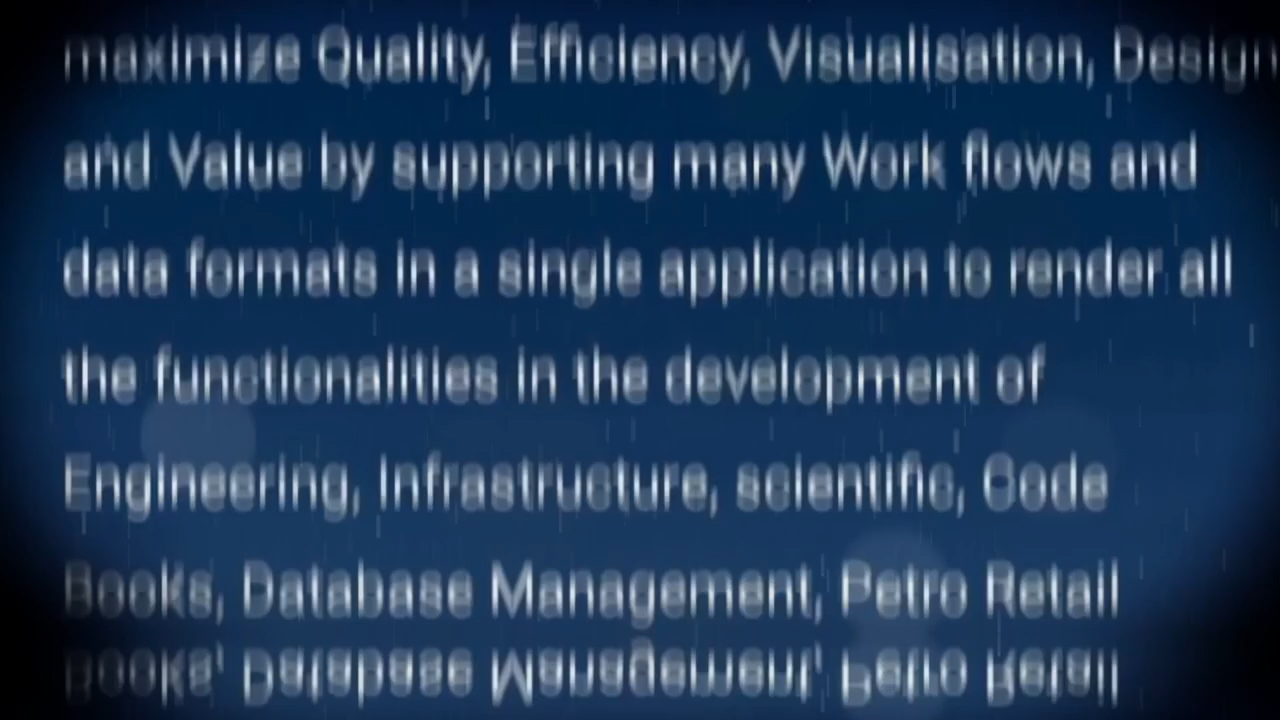 maximize Quality, Efficiency, Visualisation, Design
and Value by supporting many Work flows and
data formats in a single application to render all
the functionalities in the development of
Engineering, Infrastructure, scientific, Code
Books, Database Management, Petro Retail